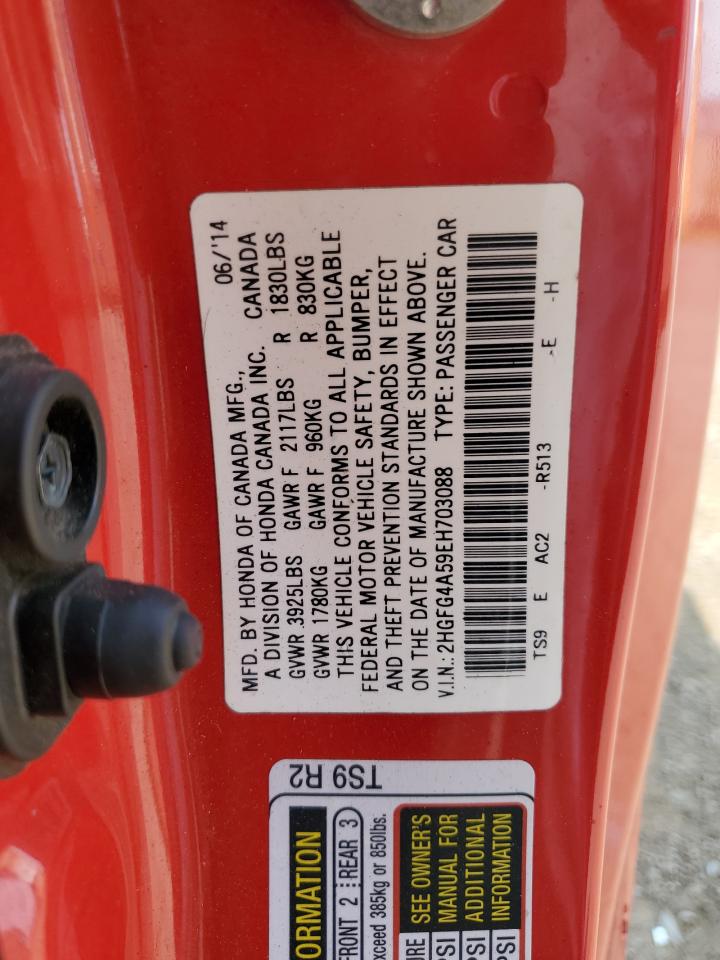 MFD. BY HONDA OF CANADA MFG., 06/'14
A DIVISION OF HONDA CANADA INC. CANADA
GVWR 3925LBS GAWR F 2117LBS R 1830LBS
GVWR 1780KG GAWR F 960KG R 830KG
THIS VEHICLE CONFORMS TO ALL APPLICABLE
FEDERAL MOTOR VEHICLE SAFETY, BUMPER,
AND THEFT PREVENTION STANDARDS IN EFFECT
ON THE DATE OF MANUFACTURE SHOWN ABOVE.
V.I.N.: 2HGFG4A59EH703088 TYPE: PASSENGER CAR
TS9 E AC2 -R513 -E -H
TS9 R2
ORMATION
FRONT 2 REAR 3
exceed 385kg or 850lbs.
SEE OWNER'S
MANUAL FOR
ADDITIONAL
INFORMATION
URE
PSI
PSI
PSI